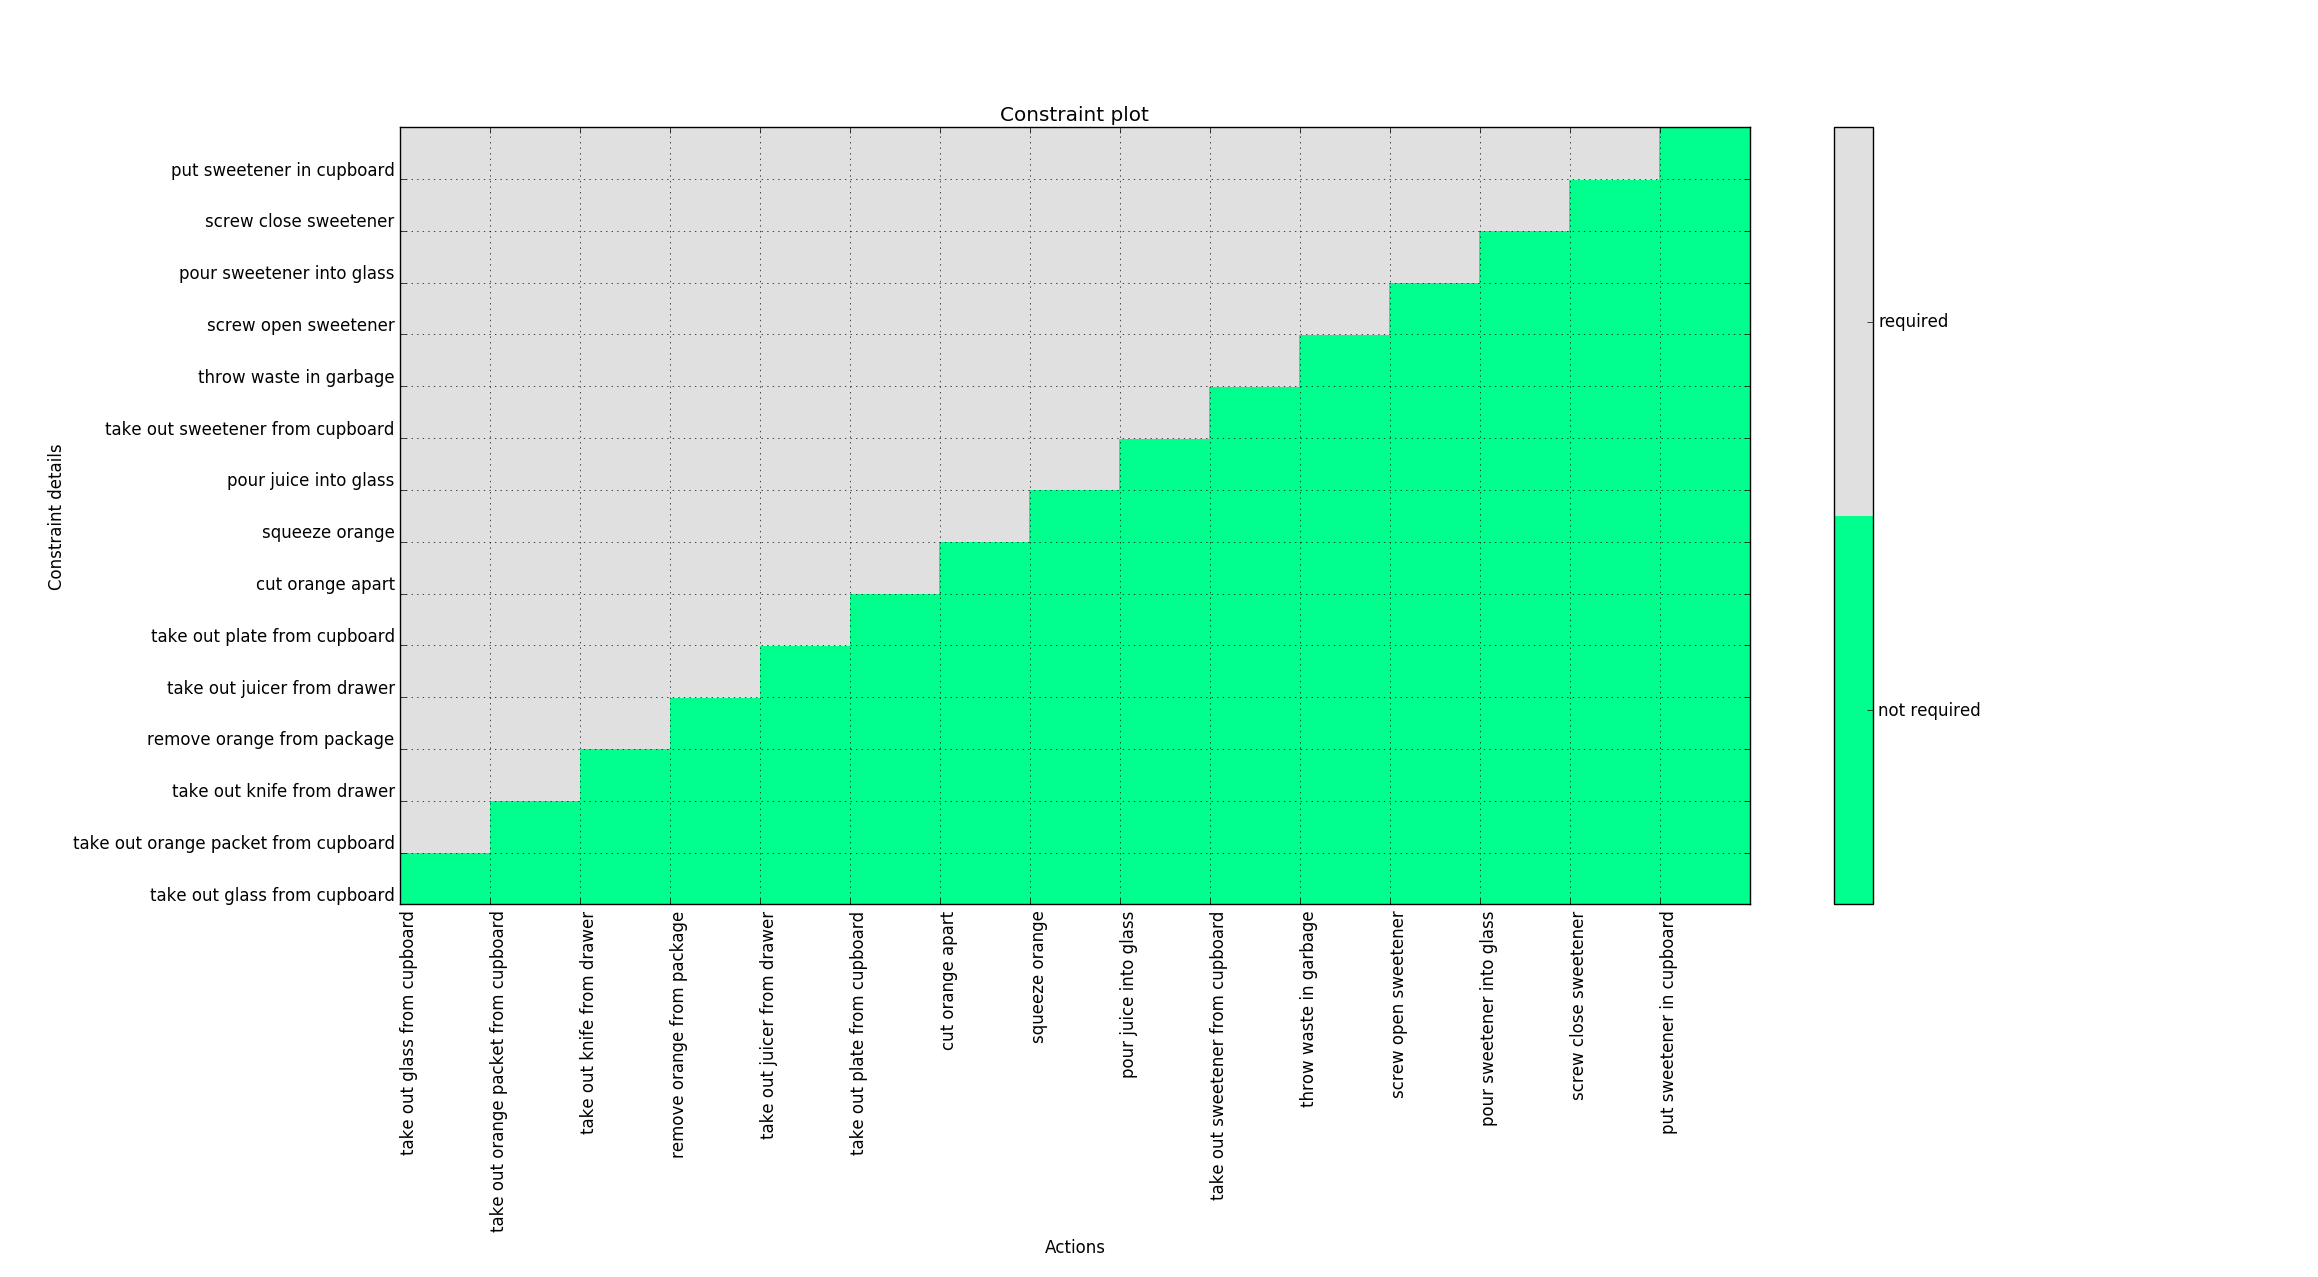 Constraint plot
put sweetener in cupboard
screw close sweetener
pour sweetener into glass
screw open sweetener
throw waste in garbage
take out sweetener from cupboard
pour juice into glass
squeeze orange
cut orange apart
take out plate from cupboard
take out juicer from drawer
remove orange from package
take out knife from drawer
take out orange packet from cupboard
take out glass from cupboard
Constraint details
take out glass from cupboard
take out orange packet from cupboard
take out knife from drawer
remove orange from package
take out juicer from drawer
take out plate from cupboard
cut orange apart
squeeze orange
pour juice into glass
take out sweetener from cupboard
throw waste in garbage
screw open sweetener
pour sweetener into glass
screw close sweetener
put sweetener in cupboard
Actions
required
not required